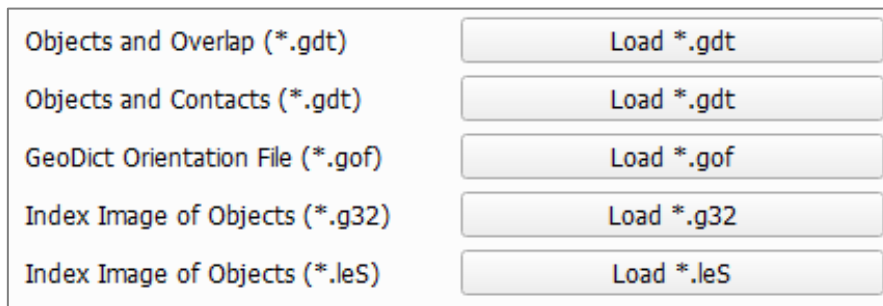 Objects and Overlap (*.gdt) Load *.gdt
Objects and Contacts (*.gdt) Load *.gdt
GeoDict Orientation File (*.gof) Load *.gof
Index Image of Objects (*.g32) Load *.g32
Index Image of Objects (*.leS) Load *.leS